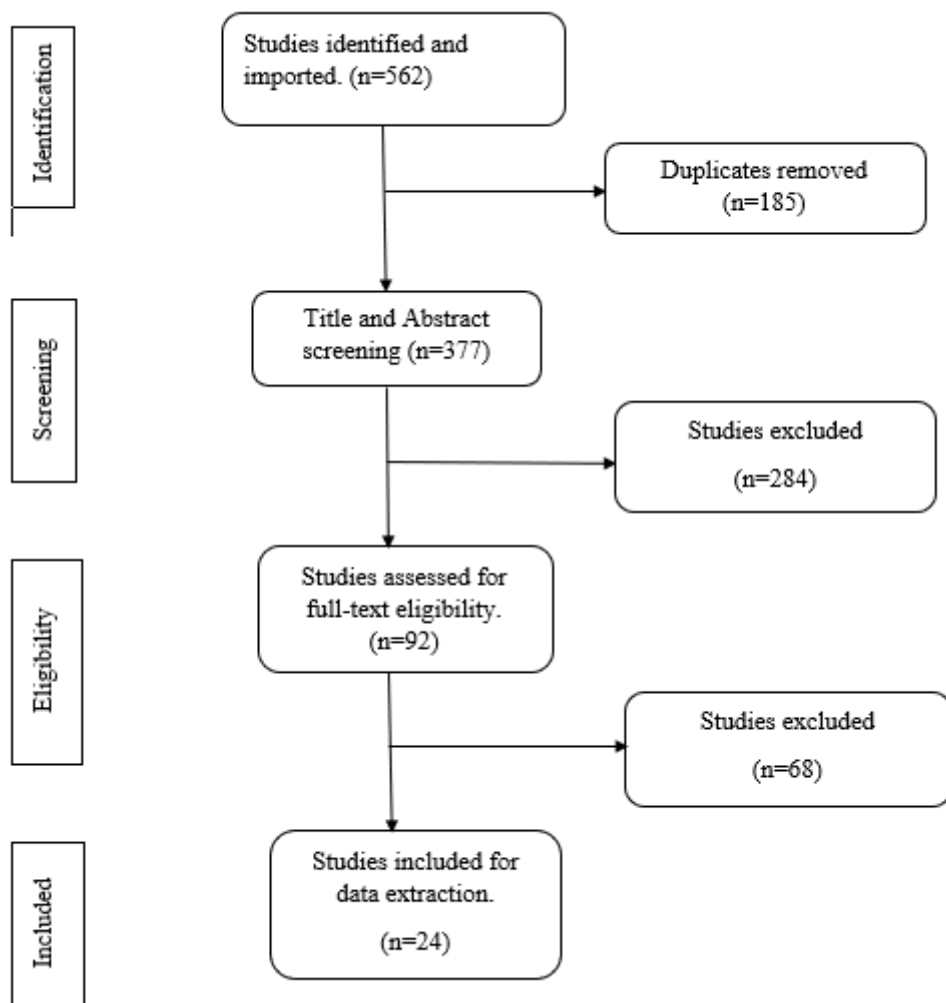 Identification
Studies identified and
imported. (n=562)
Duplicates removed
(n=185)
Screening
Title and Abstract
screening (n=377)
Studies excluded
(n=284)
Eligibility
Studies assessed for
full-text eligibility.
(n=92)
Studies excluded
(n=68)
Included
Studies included for
data extraction.
(n=24)